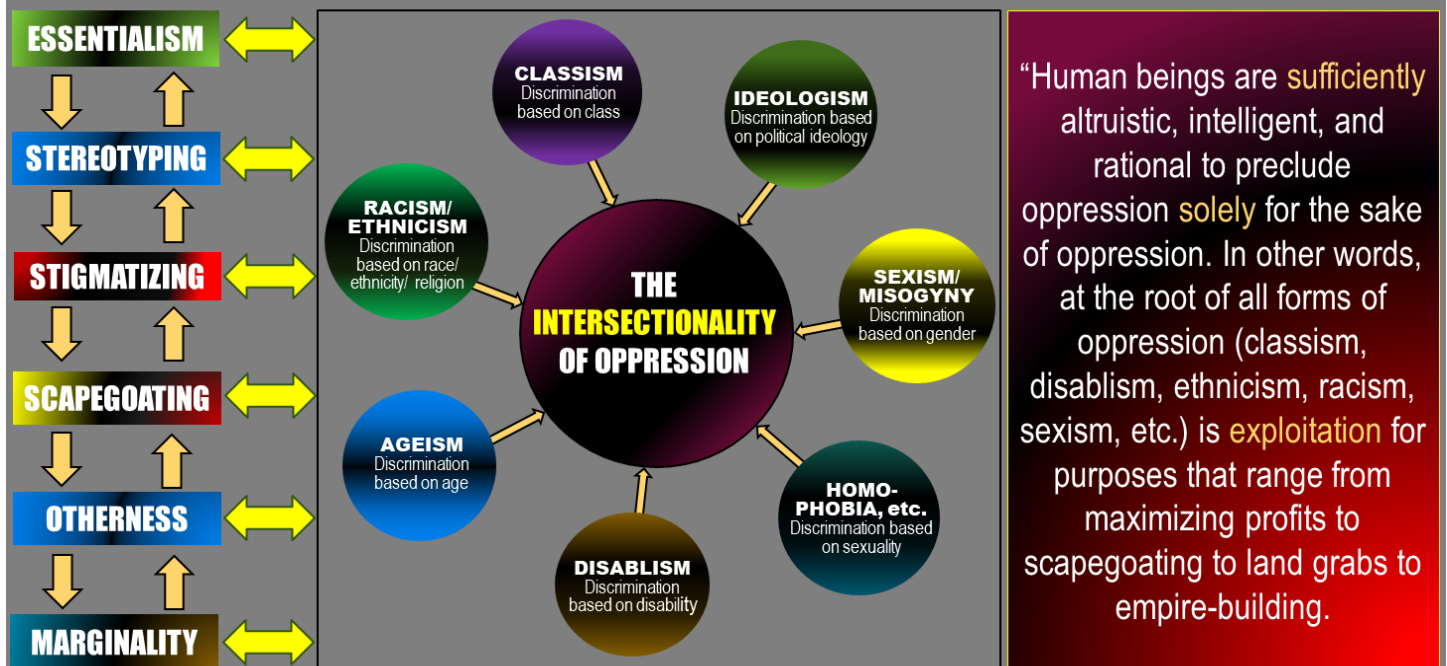 ESSENTIALISM
STEREOTYPING
STIGMATIZING
SCAPEGOATING
OTHERNESS
MARGINALITY
CLASSISM
Discrimination
based on class
IDEOLOGISM
Discrimination based
on political ideology
RACISM/
ETHNICISM
Discrimination
based on race/
ethnicity/ religion
SEXISM/
MISOGYNY
Discrimination
based on gender
THE
INTERSECTIONALITY
OF OPPRESSION
AGEISM
Discrimination
based on age
HOMO-
PHOBIA, etc.
Discrimination based
on sexuality
DISABLISM
Discrimination
based on disability
“Human beings are sufficiently
altruistic, intelligent, and
rational to preclude
oppression solely for the sake
of oppression. In other words,
at the root of all forms of
oppression (classism,
disablism, ethnicism, racism,
sexism, etc.) is exploitation for
purposes that range from
maximizing profits to
scapegoating to land grabs to
empire-building.